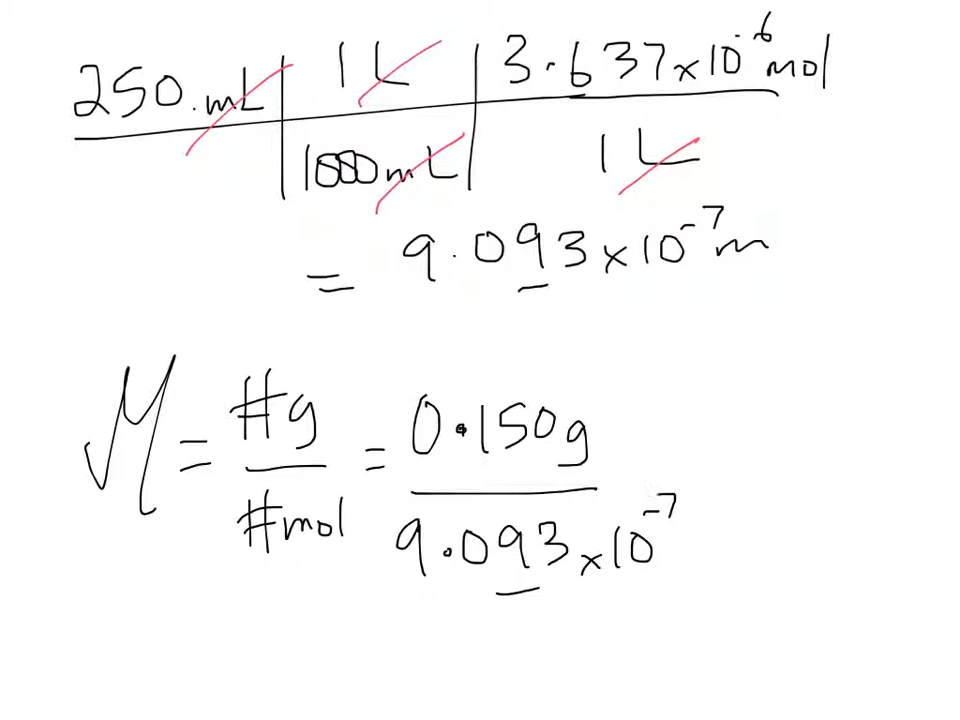 250. mL | 1 L | 3.637×10⁻⁶ mol
1000 mL | 1 L
= 9.093×10⁻⁷ m
M = #g = 0.150g
#mol 9.093×10⁻⁷